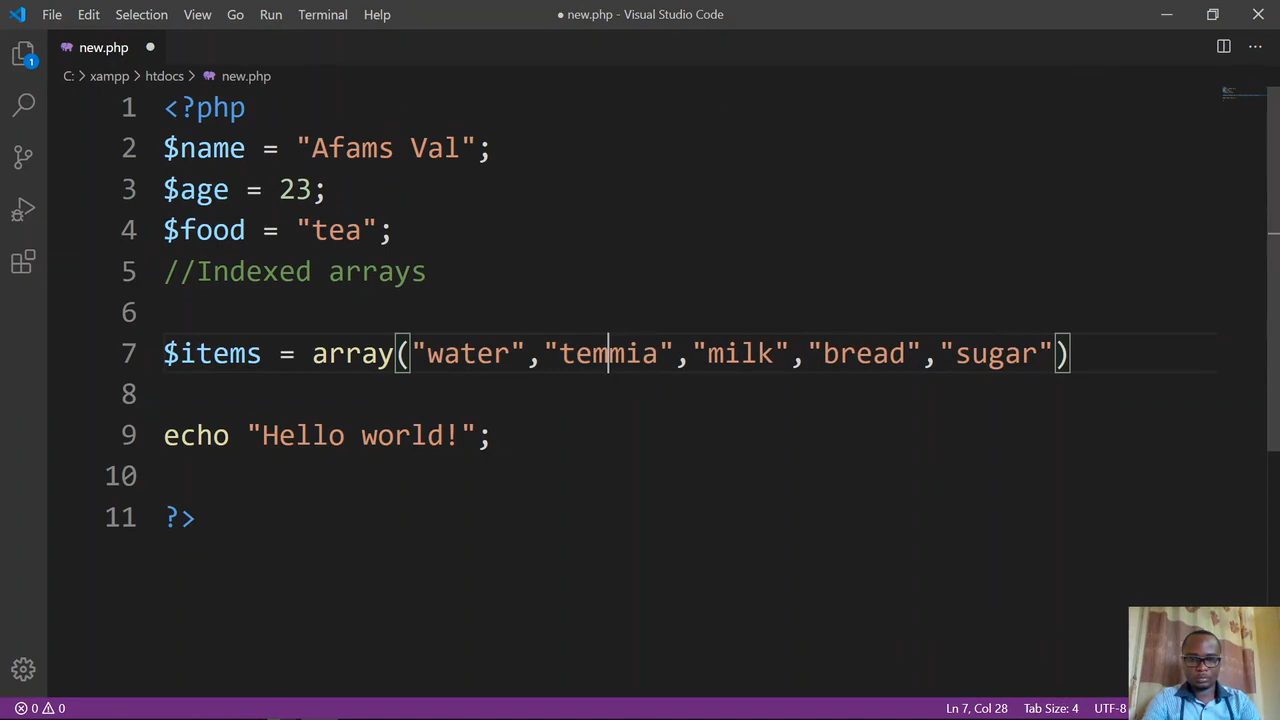 File Edit Selection View Go Run Terminal Help
● new.php - Visual Studio Code
new.php
C: > xampp > htdocs > new.php
1 <?php
2 $name = "Afams Val";
3 $age = 23;
4 $food = "tea";
5 //Indexed arrays
6
7 $items = array("water","temmia","milk","bread","sugar")
8
9 echo "Hello world!";
10
11 ?>
1
0 0
Ln 7, Col 28 Tab Size: 4 UTF-8